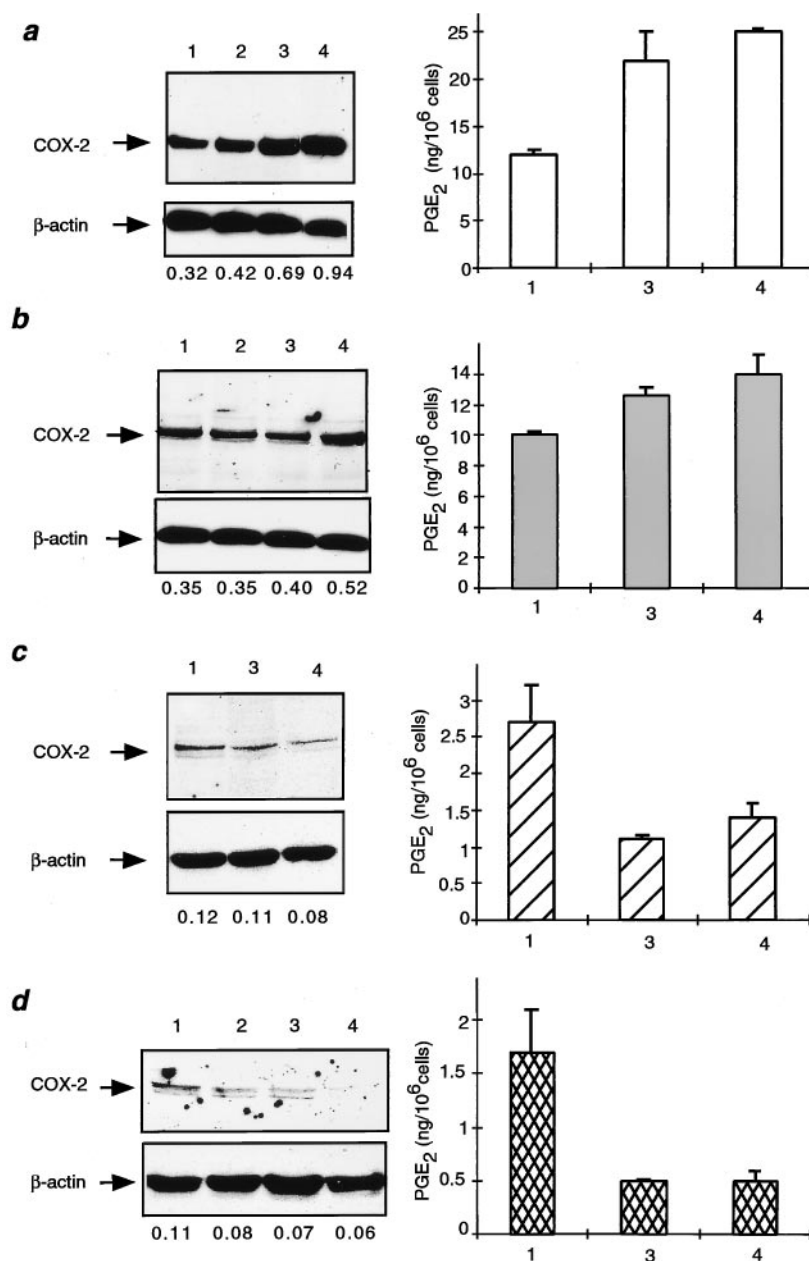 a
1 2 3 4
COX-2
β-actin
0.32 0.42 0.69 0.94
PGE2 (ng/10^6 cells)
25
20
15
10
5
0
1 3 4
b
1 2 3 4
COX-2
β-actin
0.35 0.35 0.40 0.52
PGE2 (ng/10^6 cells)
14
12
10
8
6
4
2
0
1 3 4
c
1 3 4
COX-2
β-actin
0.12 0.11 0.08
PGE2 (ng/10^6 cells)
3
2.5
2
1.5
1
0.5
0
1 3 4
d
1 2 3 4
COX-2
β-actin
0.11 0.08 0.07 0.06
PGE2 (ng/10^6cells)
2
1.5
1
0.5
0
1 3 4